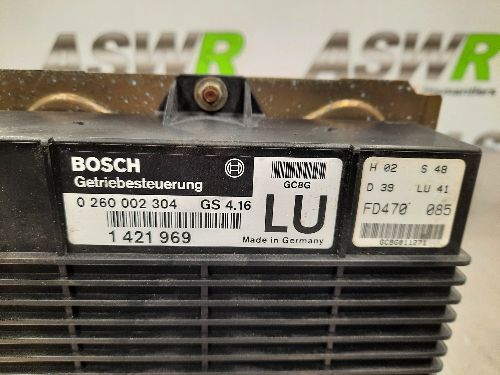 ASWR
ASWR
BOSCH
Getriebesteuerung
0 260 002 304 GS 4.16
1 421 969
GC8G
LU
Made in Germany
H 02 S 48
D 39 LU 41
FD470 085
GC8G011271